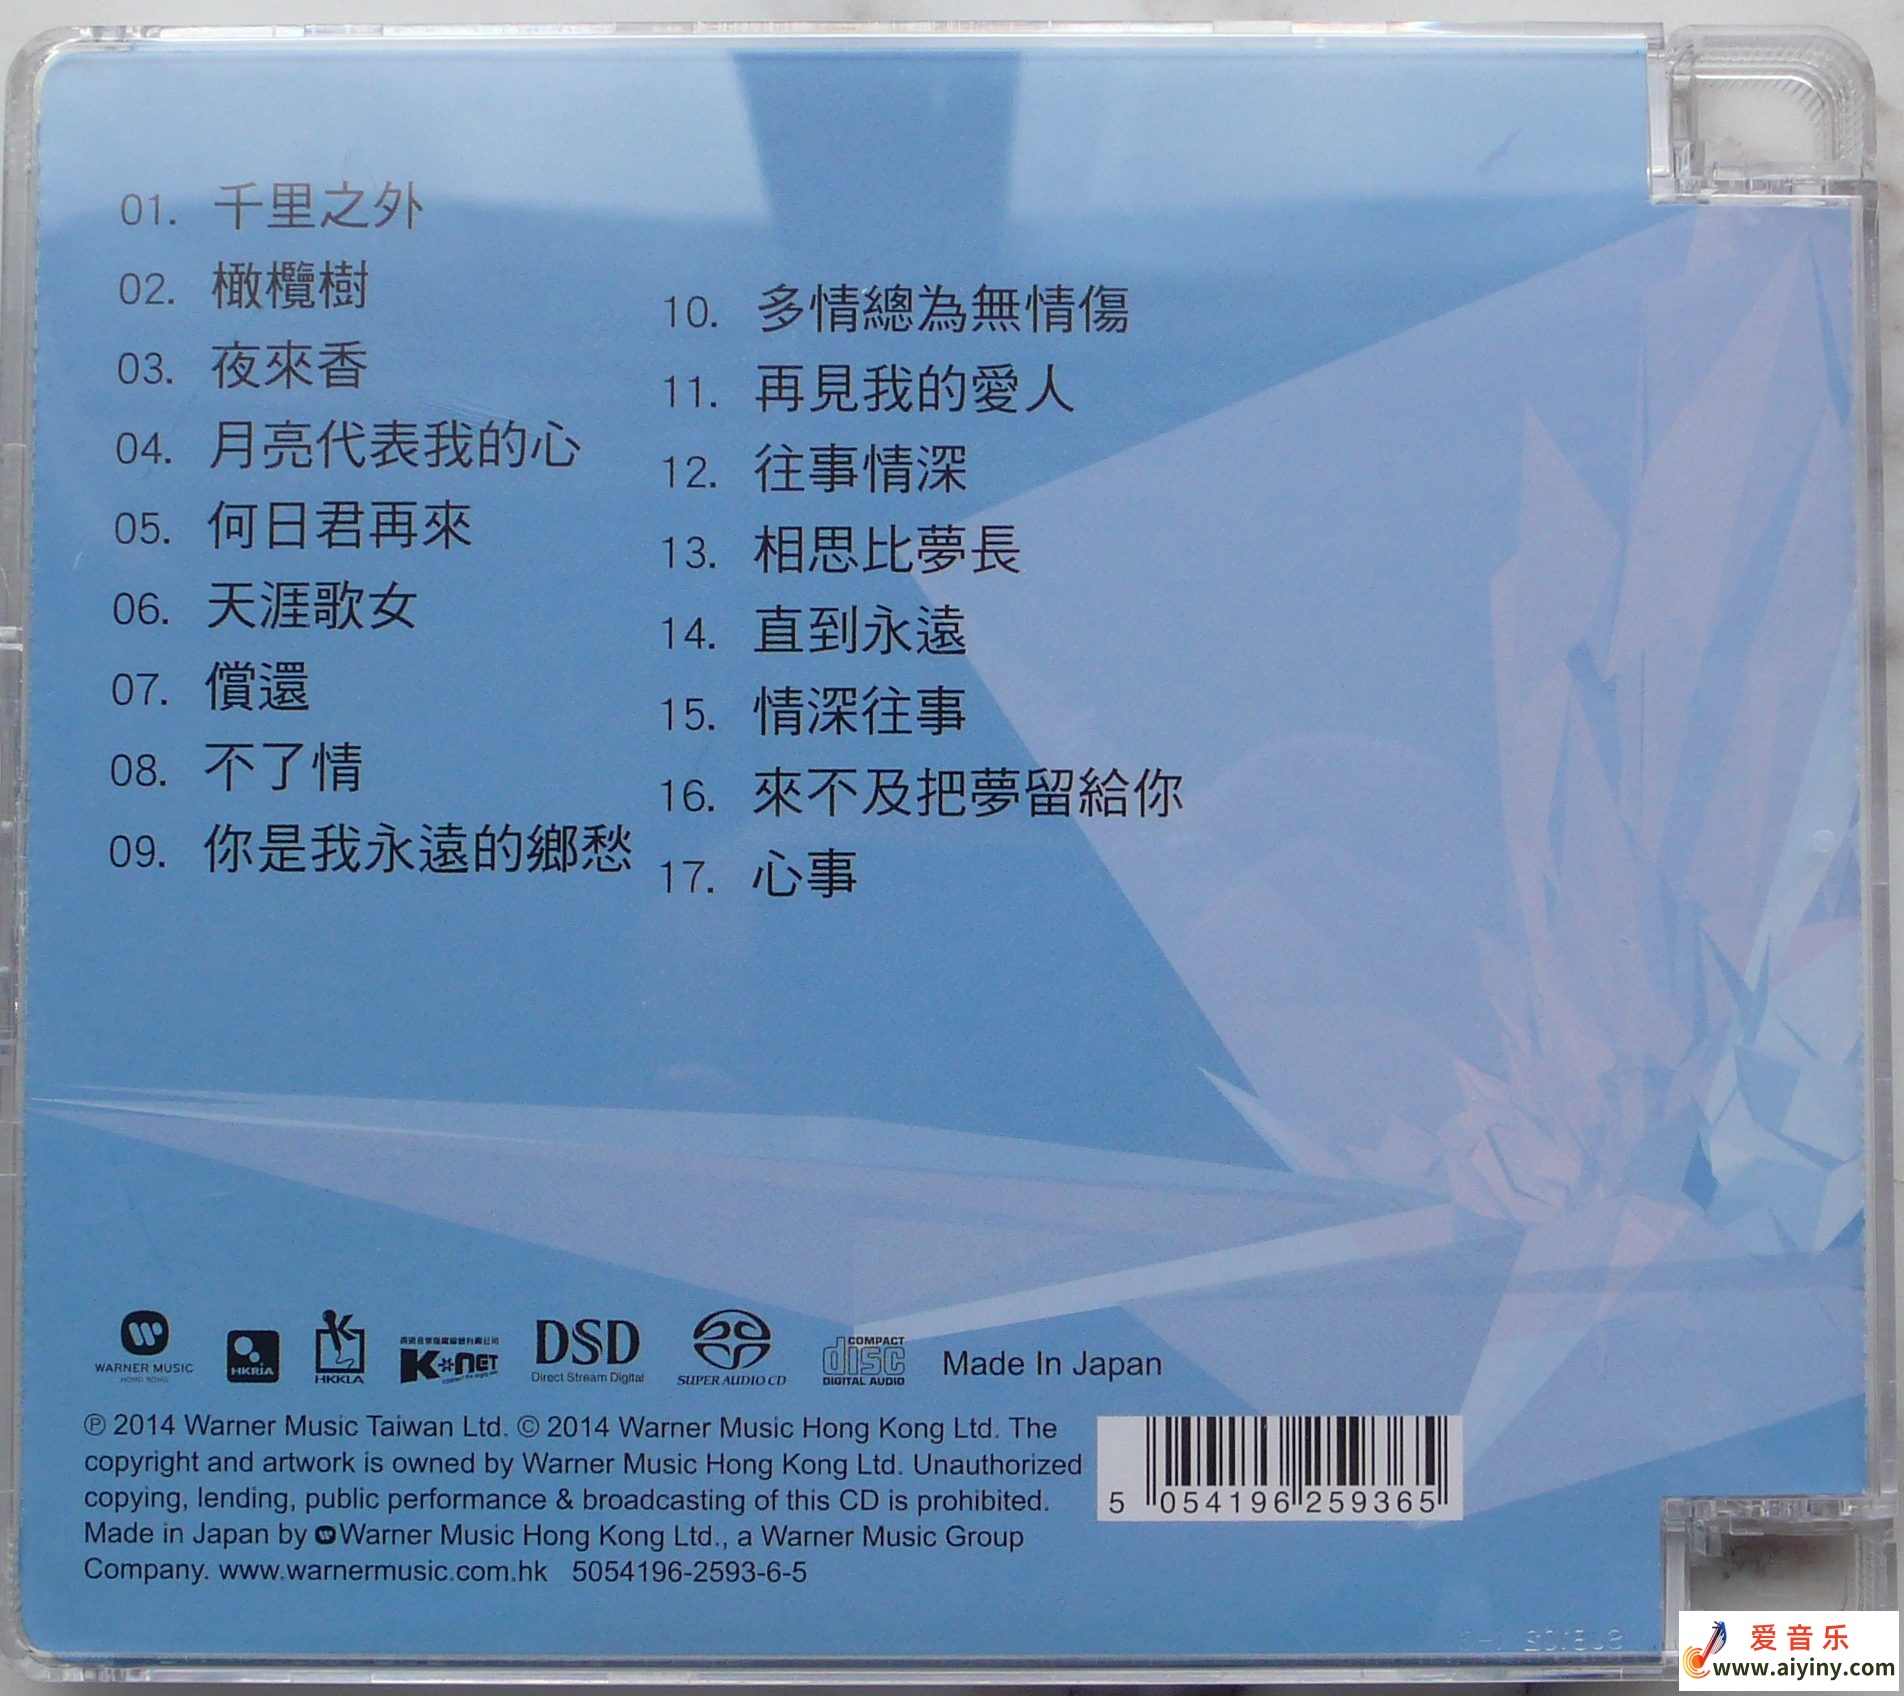 01. 千里之外
02. 橄欖樹
03. 夜來香
04. 月亮代表我的心
05. 何日君再來
06. 天涯歌女
07. 償還
08. 不了情
09. 你是我永遠的鄉愁
10. 多情總為無情傷
11. 再見我的愛人
12. 往事情深
13. 相思比夢長
14. 直到永遠
15. 情深往事
16. 來不及把夢留給你
17. 心事
WARNER MUSIC
HONG KONG
HKRIA
HKKLA
K*NET
DSD
Direct Stream Digital
SUPER AUDIO CD
COMPACT
disc
DIGITAL AUDIO
Made In Japan
℗ 2014 Warner Music Taiwan Ltd. © 2014 Warner Music Hong Kong Ltd. The
copyright and artwork is owned by Warner Music Hong Kong Ltd. Unauthorized
copying, lending, public performance & broadcasting of this CD is prohibited.
Made in Japan by Warner Music Hong Kong Ltd., a Warner Music Group
Company. www.warnermusic.com.hk 5054196-2593-6-5
5 054196 259365
爱音乐
www.aiyiny.com